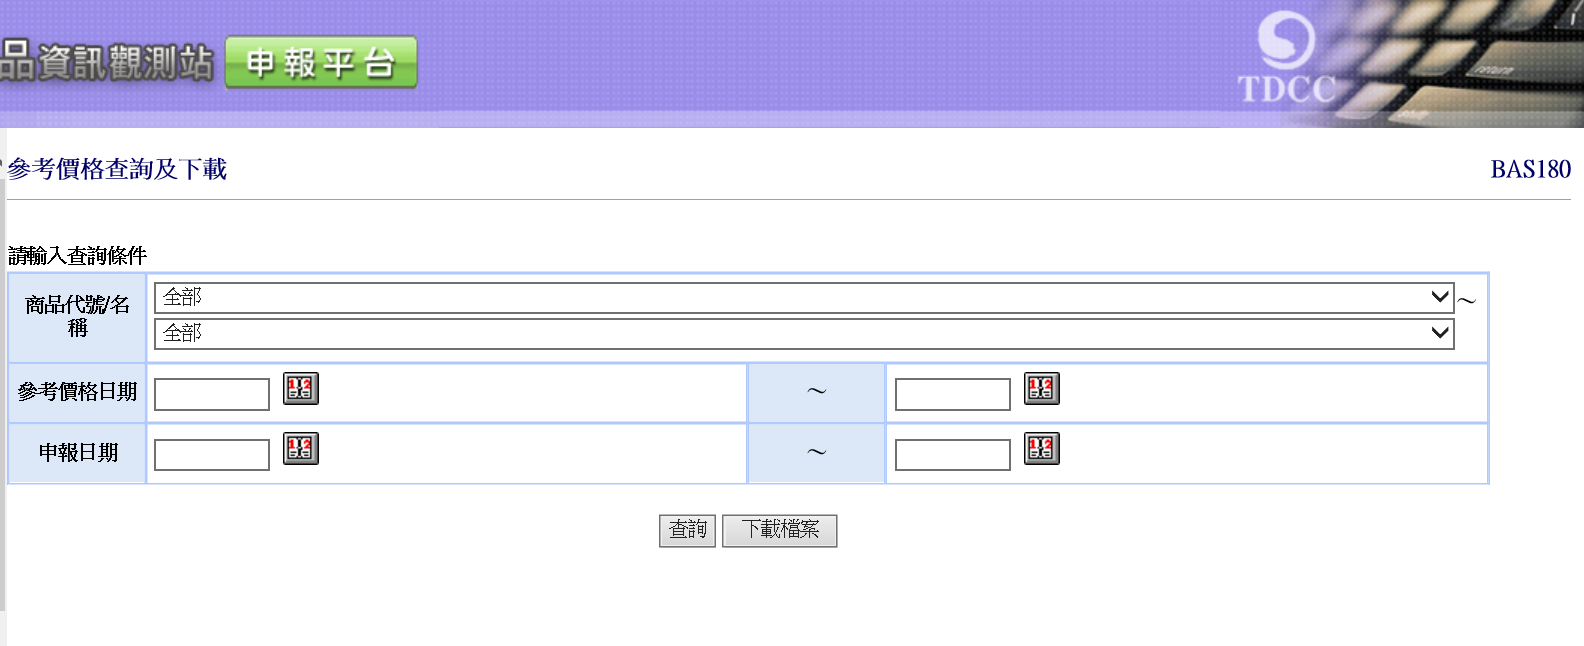 品資訊觀測站 申報平台
TDCC
參考價格查詢及下載 BAS180
請輸入查詢條件
商品代號/名稱 全部 ～
全部
參考價格日期 ～
申報日期 ～
查詢 下載檔案